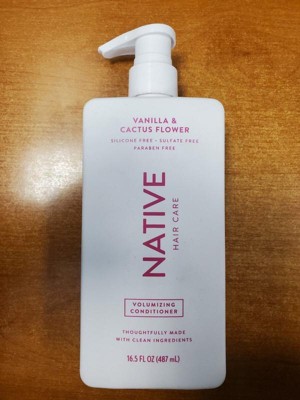 VANILLA &
CACTUS FLOWER
SILICONE FREE • SULFATE FREE
PARABEN FREE
NATIVE
HAIR CARE
VOLUMIZING
CONDITIONER
THOUGHTFULLY MADE
WITH CLEAN INGREDIENTS
16.5 FL OZ (487 mL)